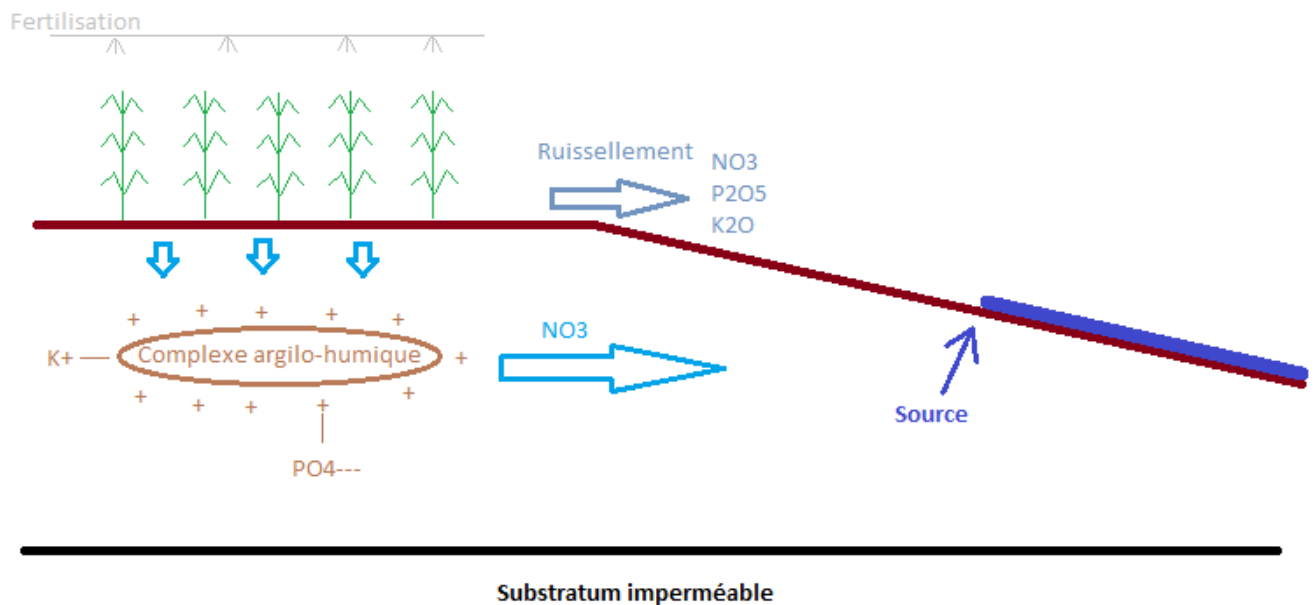 Fertilisation
Ruissellement
NO3
P2O5
K2O
+ + + + +
K+ Complexe argilo-humique +
NO3
+ + + + +
Source
PO4---
Substratum imperméable